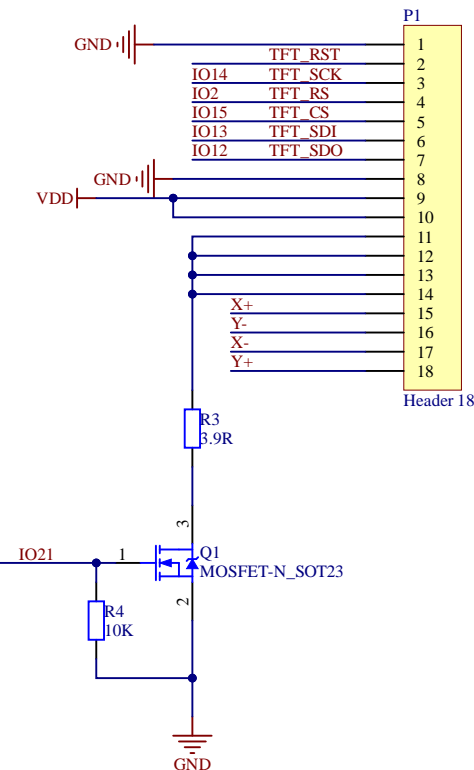 P1
GND 1
TFT_RST 2
IO14 TFT_SCK 3
IO2 TFT_RS 4
IO15 TFT_CS 5
IO13 TFT_SDI 6
IO12 TFT_SDO 7
GND 8
VDD 9
10
11
12
13
14
X+ 15
Y- 16
X- 17
Y+ 18
Header 18
R3
3.9R
3
IO21 1 Q1
MOSFET-N_SOT23
2
R4
10K
GND